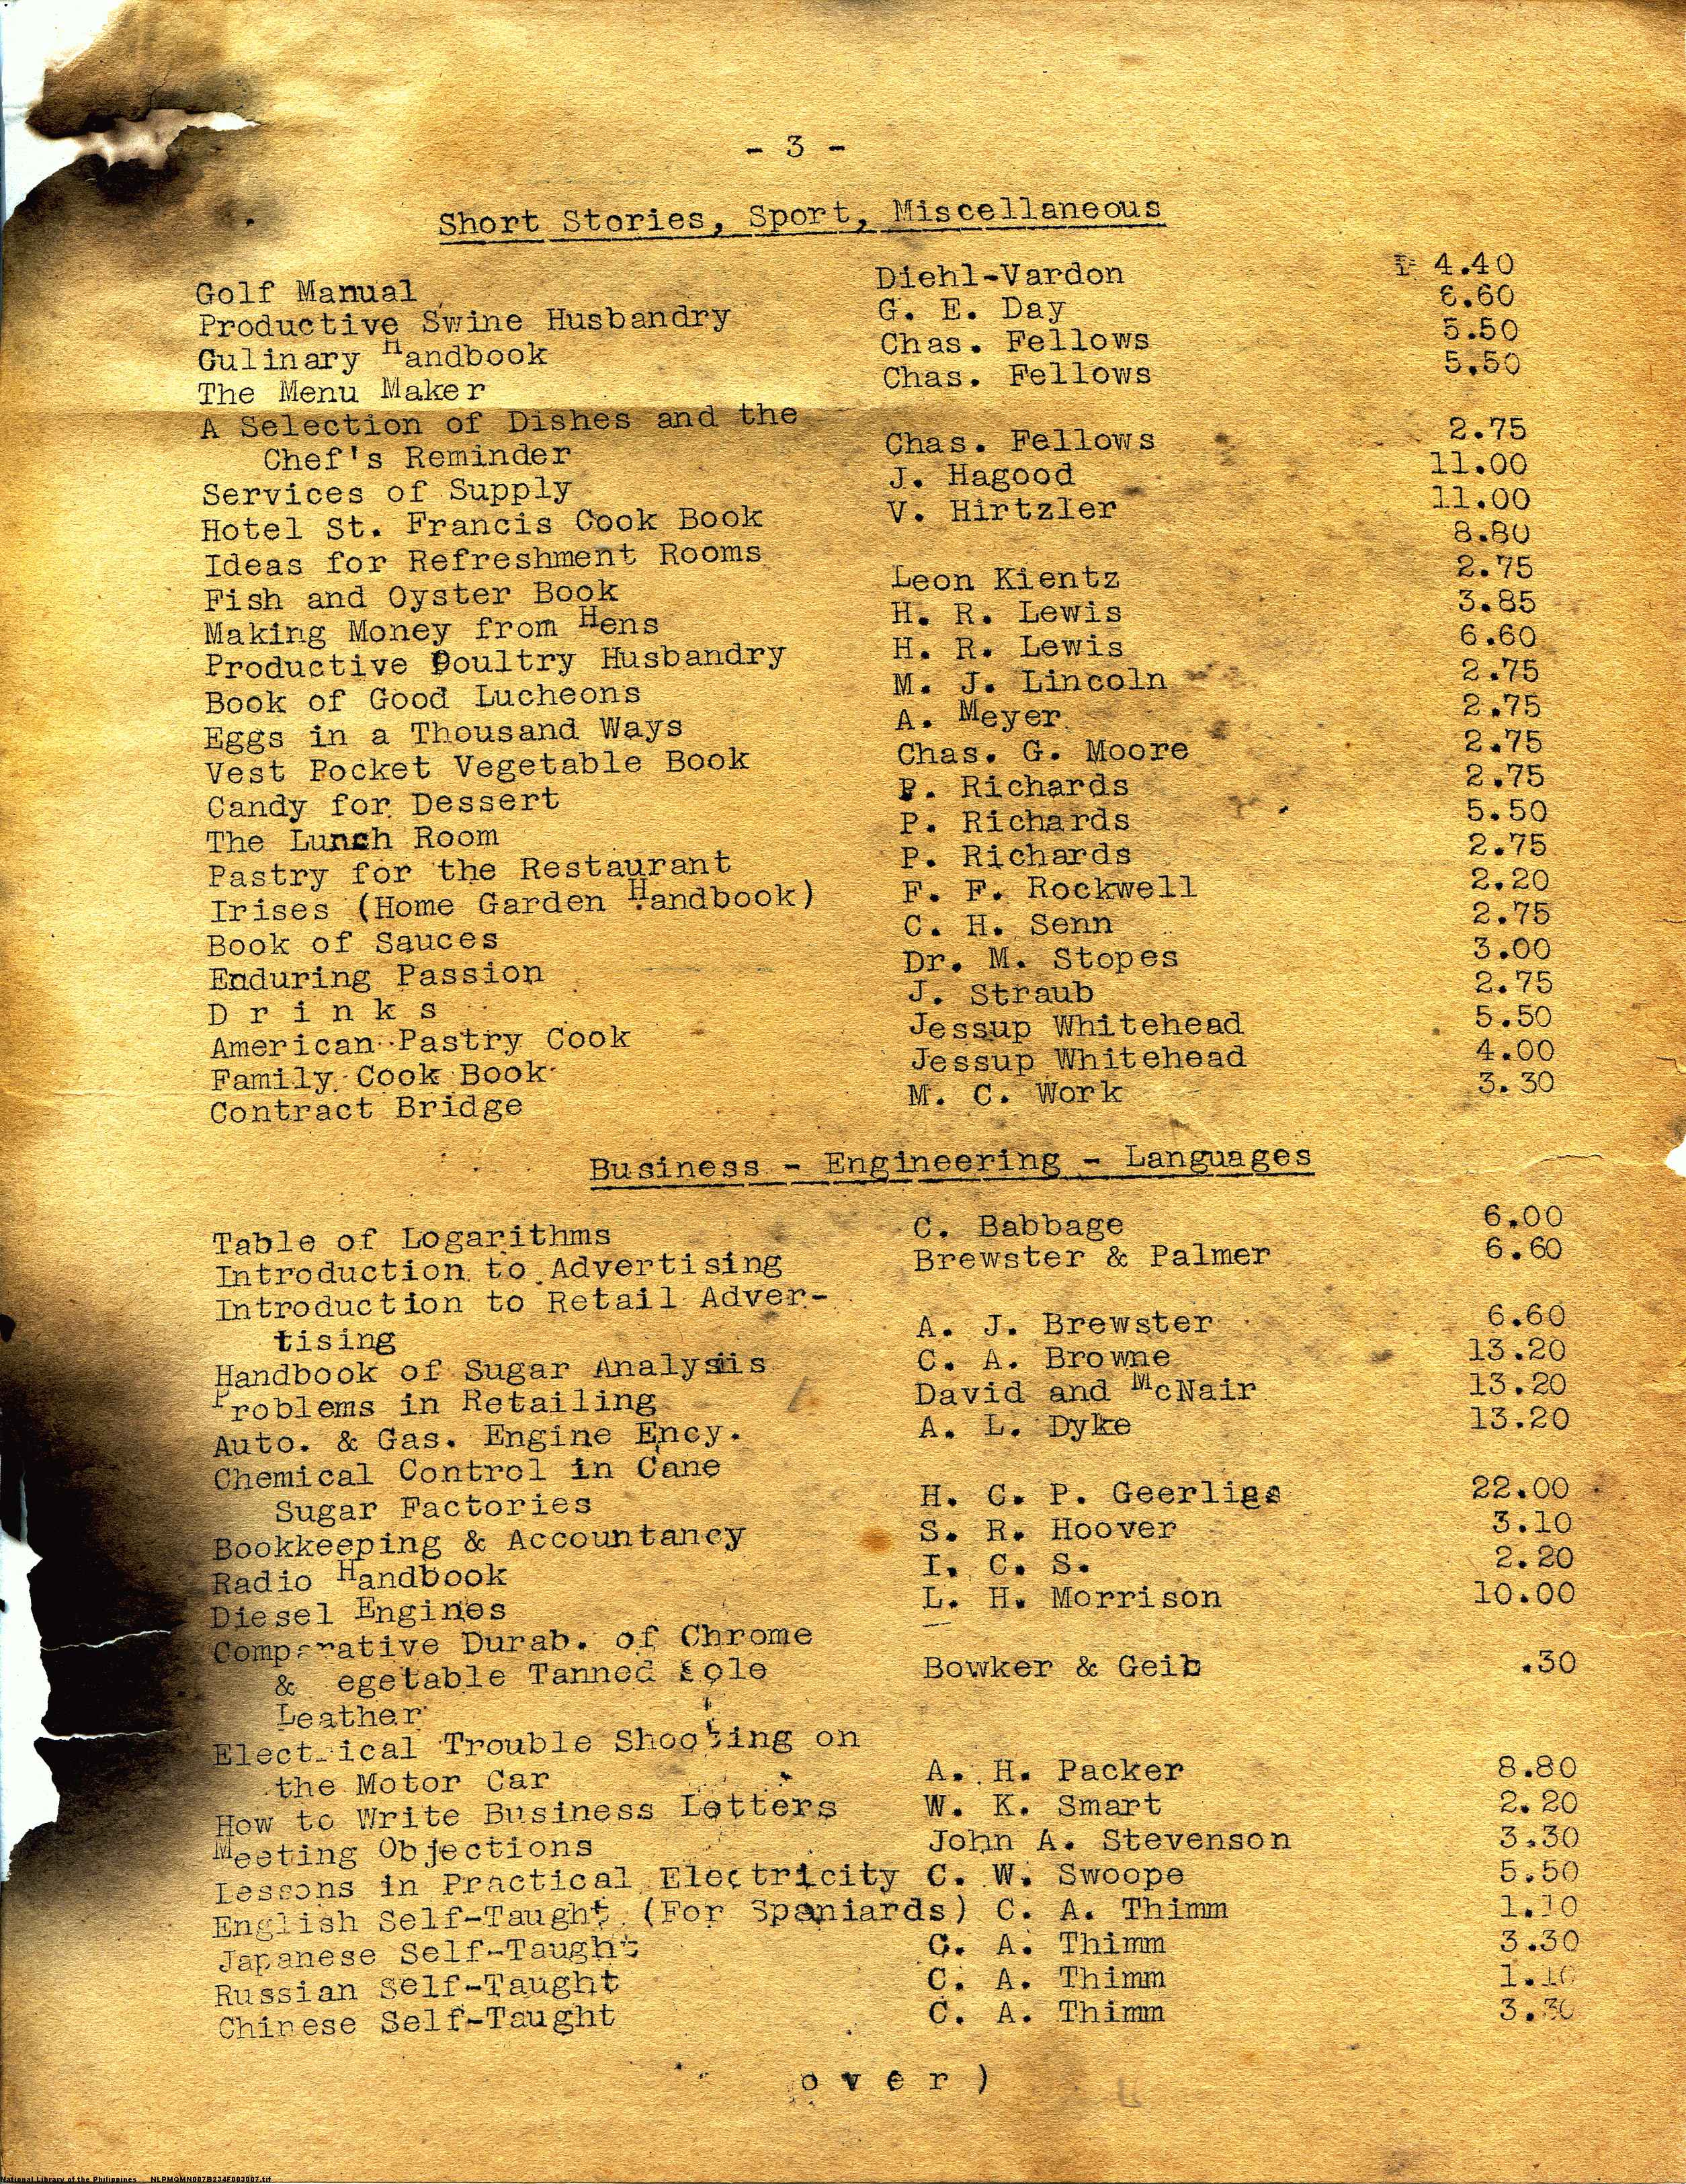 - 3 -
Short Stories, Sport, Miscellaneous
Golf Manual Diehl-Vardon ₱ 4.40
Productive Swine Husbandry G. E. Day 6.60
Culinary Handbook Chas. Fellows 5.50
The Menu Maker Chas. Fellows 5.50
A Selection of Dishes and the
Chef's Reminder Chas. Fellows 2.75
Services of Supply J. Hagood 11.00
Hotel St. Francis Cook Book V. Hirtzler 11.00
Ideas for Refreshment Rooms 8.80
Fish and Oyster Book Leon Kientz 2.75
Making Money from Hens H. R. Lewis 3.85
Productive Poultry Husbandry H. R. Lewis 6.60
Book of Good Lucheons M. J. Lincoln 2.75
Eggs in a Thousand Ways A. Meyer 2.75
Vest Pocket Vegetable Book Chas. G. Moore 2.75
Candy for Dessert P. Richards 2.75
The Lunch Room P. Richards 5.50
Pastry for the Restaurant P. Richards 2.75
Irises (Home Garden Handbook) F. F. Rockwell 2.20
Book of Sauces C. H. Senn 2.75
Enduring Passion Dr. M. Stopes 3.00
D r i n k s J. Straub 2.75
American Pastry Cook Jessup Whitehead 5.50
Family Cook Book Jessup Whitehead 4.00
Contract Bridge M. C. Work 3.30
Business - Engineering - Languages
Table of Logarithms C. Babbage 6.00
Introduction to Advertising Brewster & Palmer 6.60
Introduction to Retail Adver-
tising A. J. Brewster 6.60
Handbook of Sugar Analysiis C. A. Browne 13.20
Problems in Retailing David and McNair 13.20
Auto. & Gas. Engine Ency. A. L. Dyke 13.20
Chemical Control in Cane
Sugar Factories H. C. P. Geerligs 22.00
Bookkeeping & Accountancy S. R. Hoover 3.10
Radio Handbook I. C. S. 2.20
Diesel Engines L. H. Morrison 10.00
Comparative Durab. of Chrome
& egetable Tanned Sole Bowker & Geib .30
Leather
Electrical Trouble Shooting on
the Motor Car A. H. Packer 8.80
How to Write Business Letters W. K. Smart 2.20
Meeting Objections John A. Stevenson 3.30
Lessons in Practical Electricity C. W. Swoope 5.50
English Self-Taught (For Spaniards) C. A. Thimm 1.10
Japanese Self-Taught C. A. Thimm 3.30
Russian Self-Taught C. A. Thimm 1.10
Chinese Self-Taught C. A. Thimm 3.30
o v e r )
National Library of the Philippines NLPMQMN007B234F003007.tif